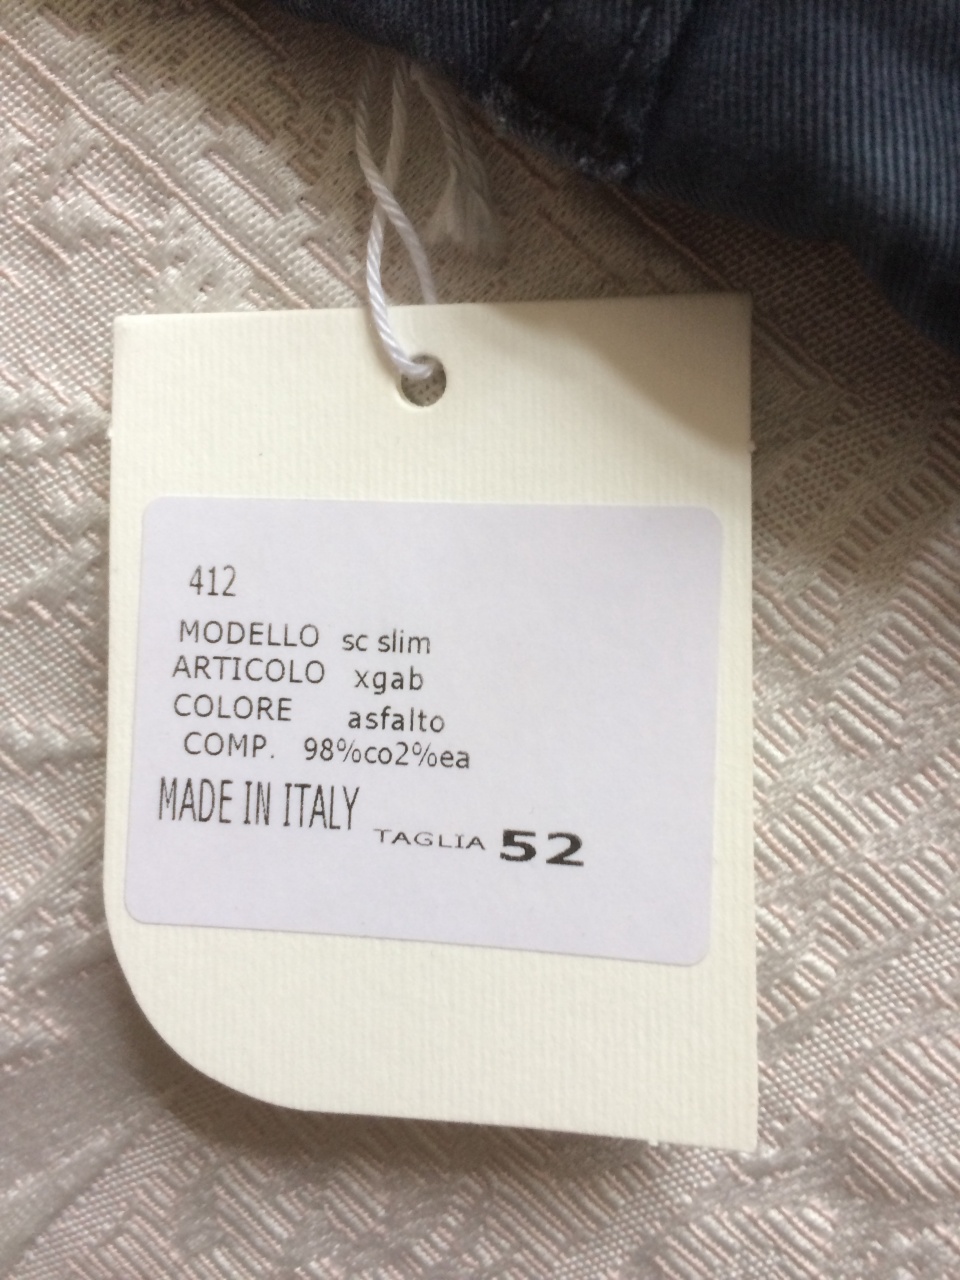 412
MODELLO sc slim
ARTICOLO xgab
COLORE asfalto
COMP. 98%co2%ea
MADE IN ITALY TAGLIA 52